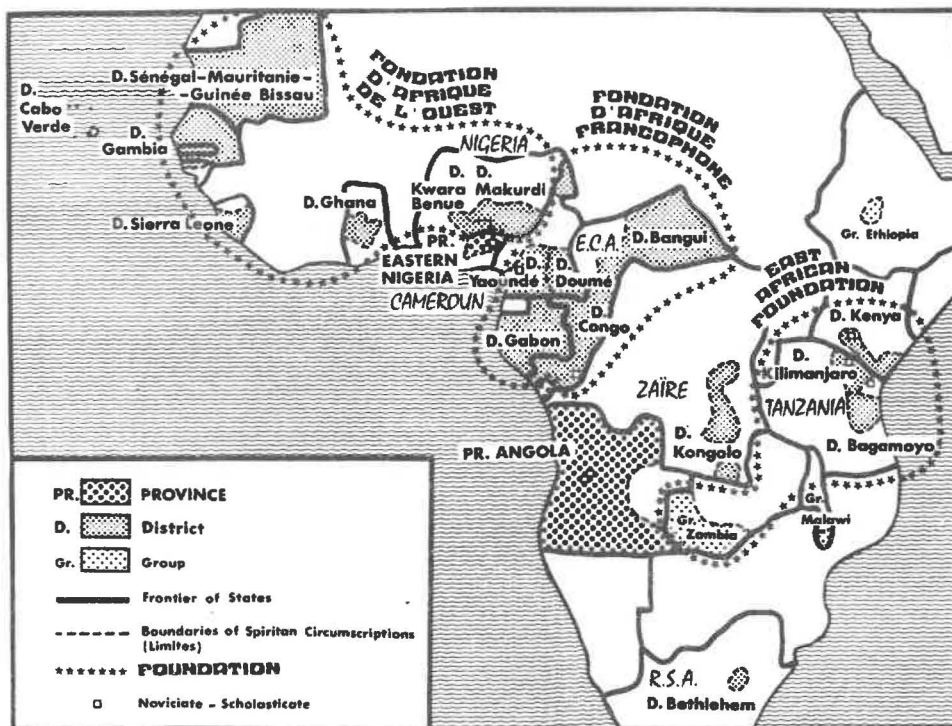 D. Sénégal-Mauritanie-
-Guinée Bissau
D.
Cabo
Verde
D.
Gambia
D. Sierra Leone
D. Ghana
FONDATION
D'AFRIQUE
DE L'OUEST
NIGERIA
D. D.
Kwara Makurdi
Benue
PR.
EASTERN
NIGERIA
CAMEROUN
D.
Yaoundé
D.
Doumé
FONDATION
D'AFRIQUE
FRANCOPHONE
E.C.A.
D. Bangui
D. Gabon
D.
Congo
Gr. Ethiopia
EAST
AFRICAN
FOUNDATION
D. Kenya
D.
Kilimanjaro
TANZANIA
D. Bagamoyo
ZAÏRE
D.
Kongolo
PR. ANGOLA
Gr.
Zambia
Gr.
Malawi
R.S.A.
D. Bethlehem
PR. PROVINCE
D. District
Gr. Group
Frontier of States
Boundaries of Spiritan Circumscriptions
(Limites)
FOUNDATION
Noviciate - Scholasticate